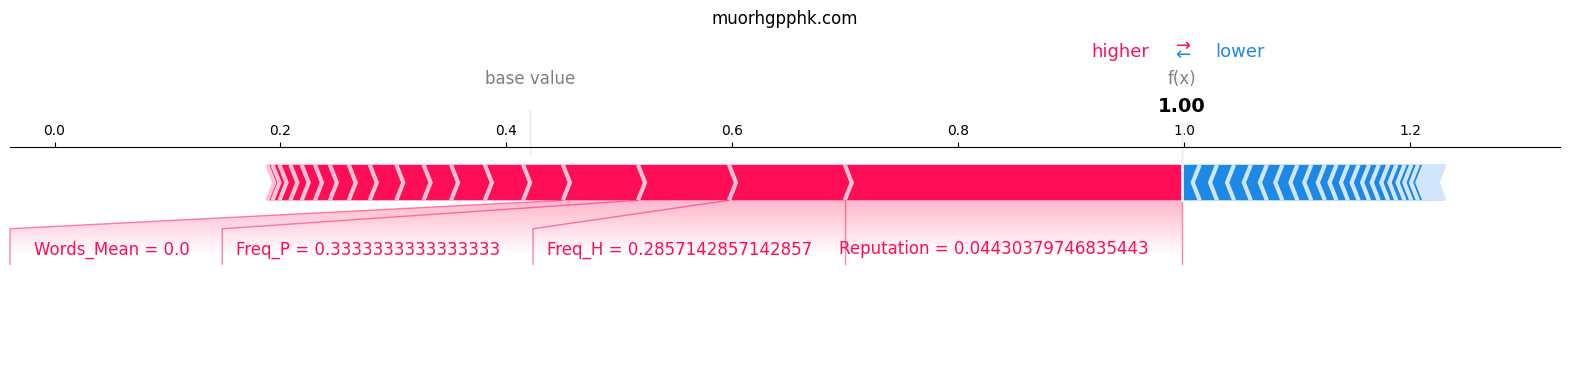 muorhgpphk.com
higher → ← lower
base value f(x)
1.00
0.0 0.2 0.4 0.6 0.8 1.0 1.2
Words_Mean = 0.0 Freq_P = 0.3333333333333333 Freq_H = 0.2857142857142857 Reputation = 0.04430379746835443